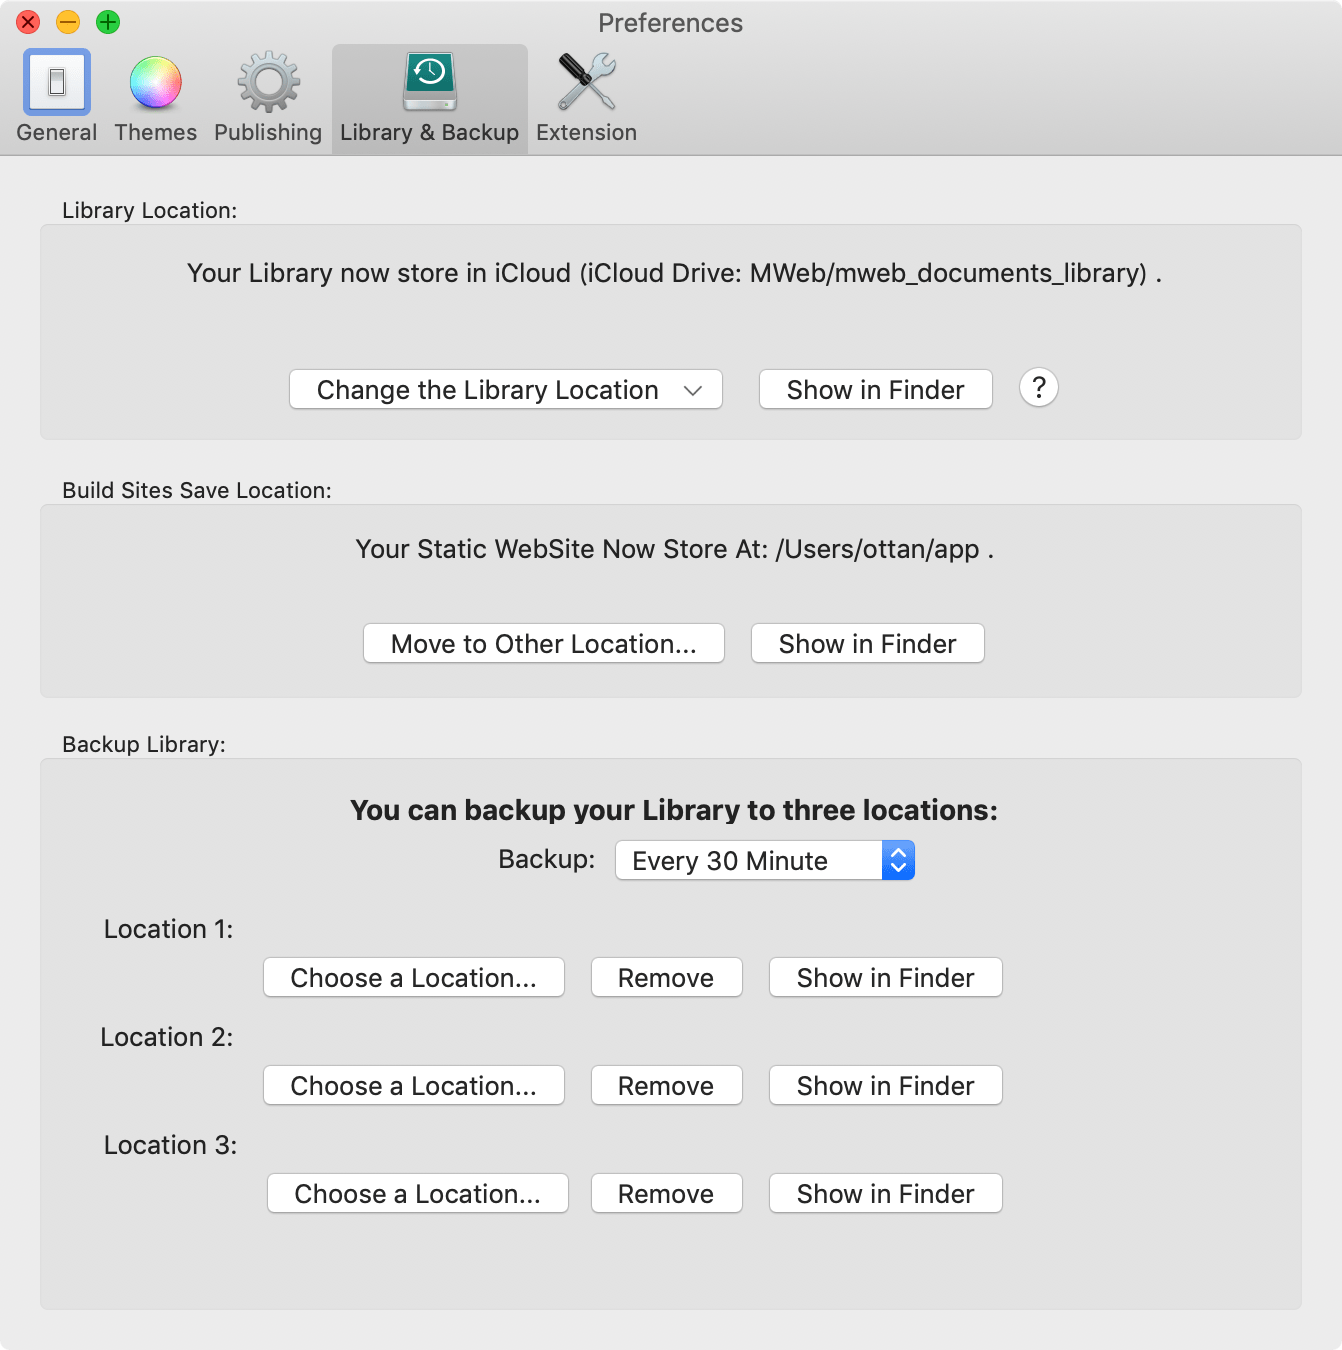 Preferences
General Themes Publishing Library & Backup Extension
Library Location:
Your Library now store in iCloud (iCloud Drive: MWeb/mweb_documents_library) .
Change the Library Location Show in Finder ?
Build Sites Save Location:
Your Static WebSite Now Store At: /Users/ottan/app .
Move to Other Location... Show in Finder
Backup Library:
You can backup your Library to three locations:
Backup: Every 30 Minute
Location 1:
Choose a Location... Remove Show in Finder
Location 2:
Choose a Location... Remove Show in Finder
Location 3:
Choose a Location... Remove Show in Finder